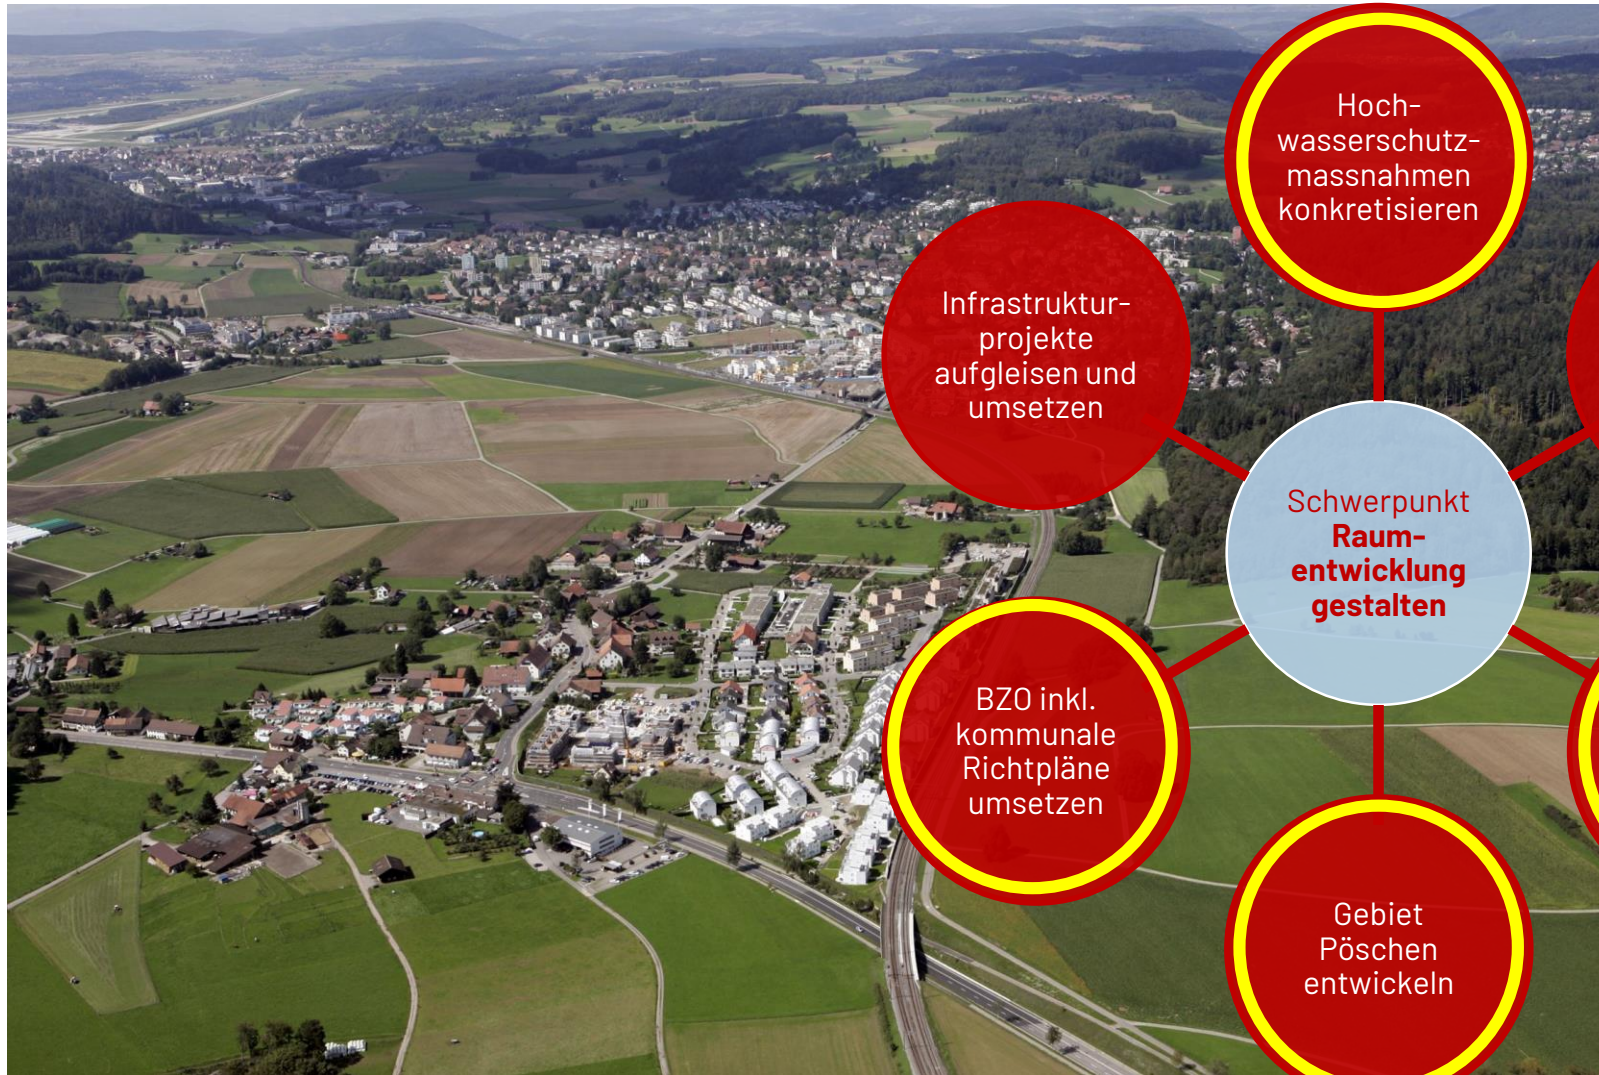 Hoch-
wasserschutz-
massnahmen
konkretisieren
Infrastruktur-
projekte
aufgleisen und
umsetzen
Schwerpunkt
Raum-
entwicklung
gestalten
BZO inkl.
kommunale
Richtpläne
umsetzen
Gebiet
Pöschen
entwickeln